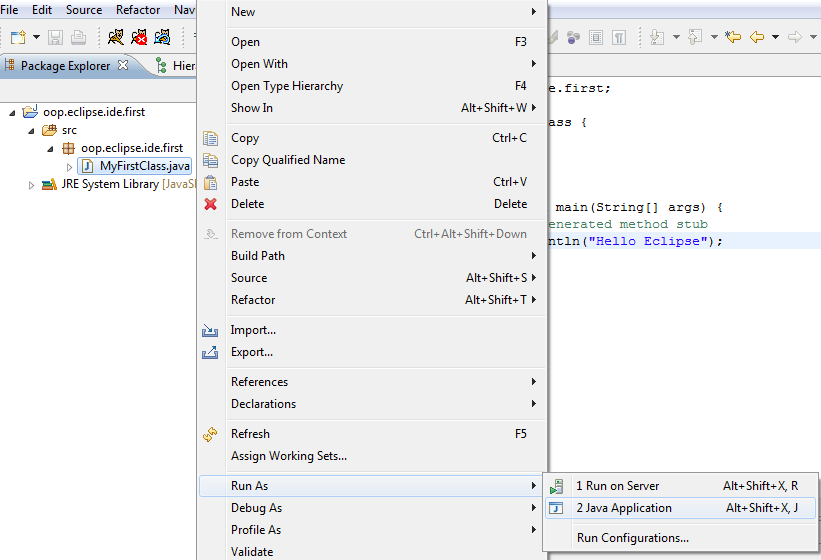 File Edit Source Refactor Nav
Package Explorer Hier
oop.eclipse.ide.first
src
oop.eclipse.ide.first
MyFirstClass.java
JRE System Library [JavaS
New
Open F3
Open With
Open Type Hierarchy F4
Show In Alt+Shift+W
Copy Ctrl+C
Copy Qualified Name
Paste Ctrl+V
Delete Delete
Remove from Context Ctrl+Alt+Shift+Down
Build Path
Source Alt+Shift+S
Refactor Alt+Shift+T
Import...
Export...
References
Declarations
Refresh F5
Assign Working Sets...
Run As
Debug As
Profile As
Validate
1 Run on Server Alt+Shift+X, R
2 Java Application Alt+Shift+X, J
Run Configurations...
e.first;
ass {
main(String[] args) {
enerated method stub
ntln("Hello Eclipse");